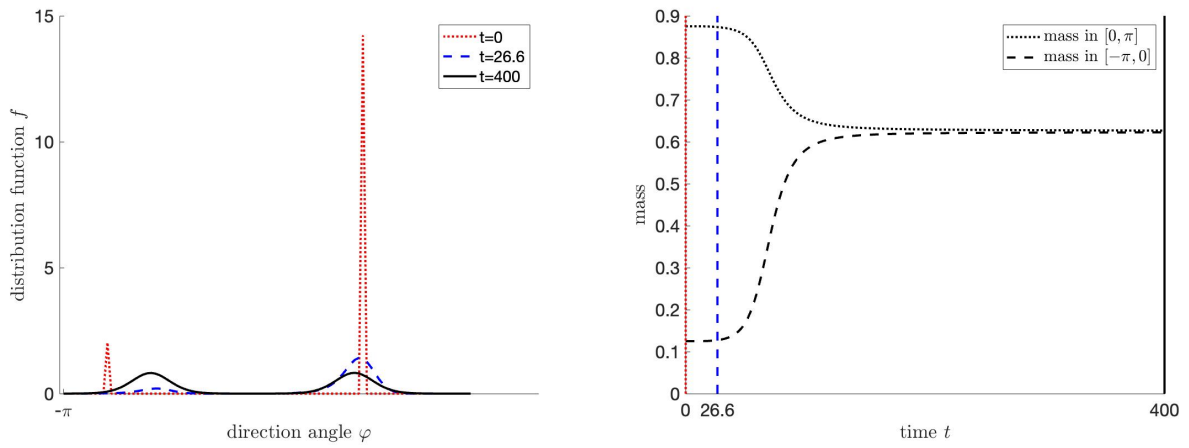 15
10
5
0
distribution function f
-π
direction angle φ
t=0
t=26.6
t=400
0.9
0.8
0.7
0.6
0.5
0.4
0.3
0.2
0.1
0
mass
0 26.6 400
time t
mass in [0, π]
mass in [−π, 0]